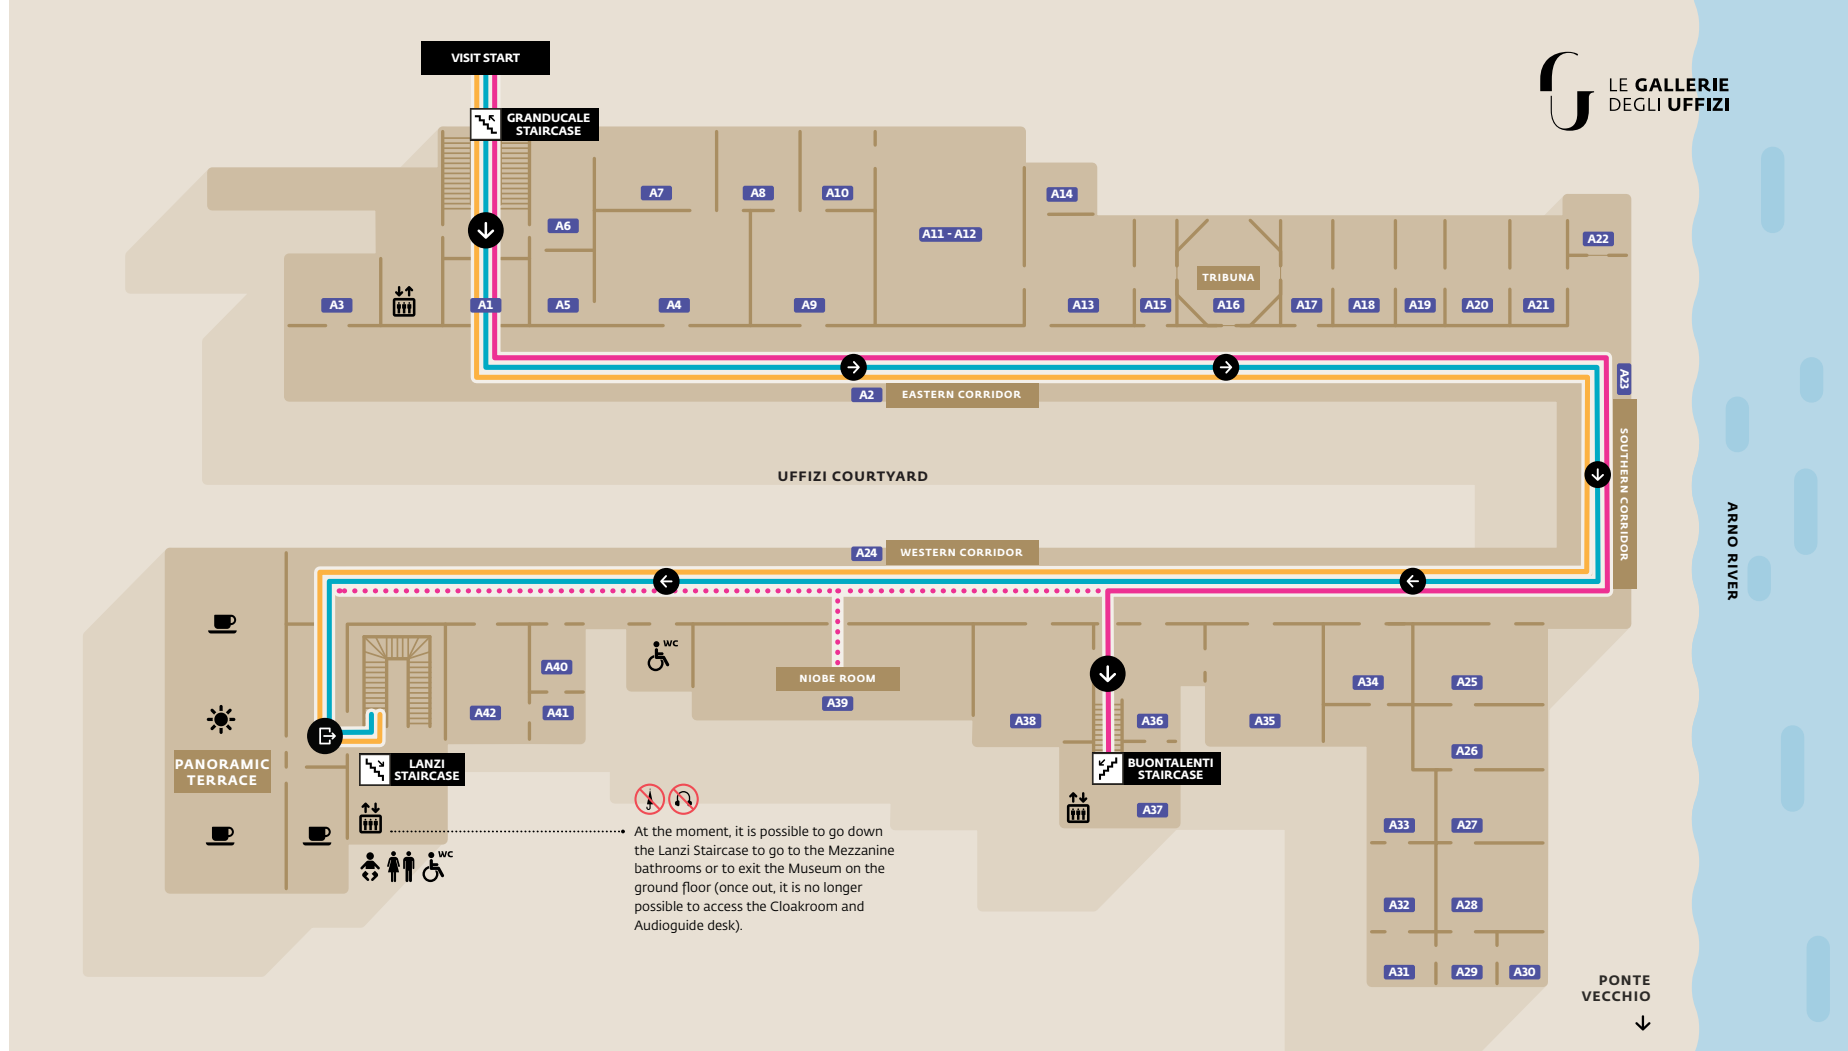 VISIT START
GRANDUCALE
STAIRCASE
LE GALLERIE
DEGLI UFFIZI
A7
A8
A10
A14
A6
A11 - A12
A22
TRIBUNA
A3
A1
A5
A4
A9
A13
A15
A16
A17
A18
A19
A20
A21
A23
A2
EASTERN CORRIDOR
SOUTHERN CORRIDOR
UFFIZI COURTYARD
ARNO RIVER
A24
WESTERN CORRIDOR
WC
A40
NIOBE ROOM
A39
A34
A25
A42
A41
A38
A36
A35
A26
PANORAMIC
TERRACE
LANZI
STAIRCASE
BUONTALENTI
STAIRCASE
A37
A33
A27
At the moment, it is possible to go down
the Lanzi Staircase to go to the Mezzanine
bathrooms or to exit the Museum on the
ground floor (once out, it is no longer
possible to access the Cloakroom and
Audioguide desk).
WC
A32
A28
A31
A29
A30
PONTE
VECCHIO